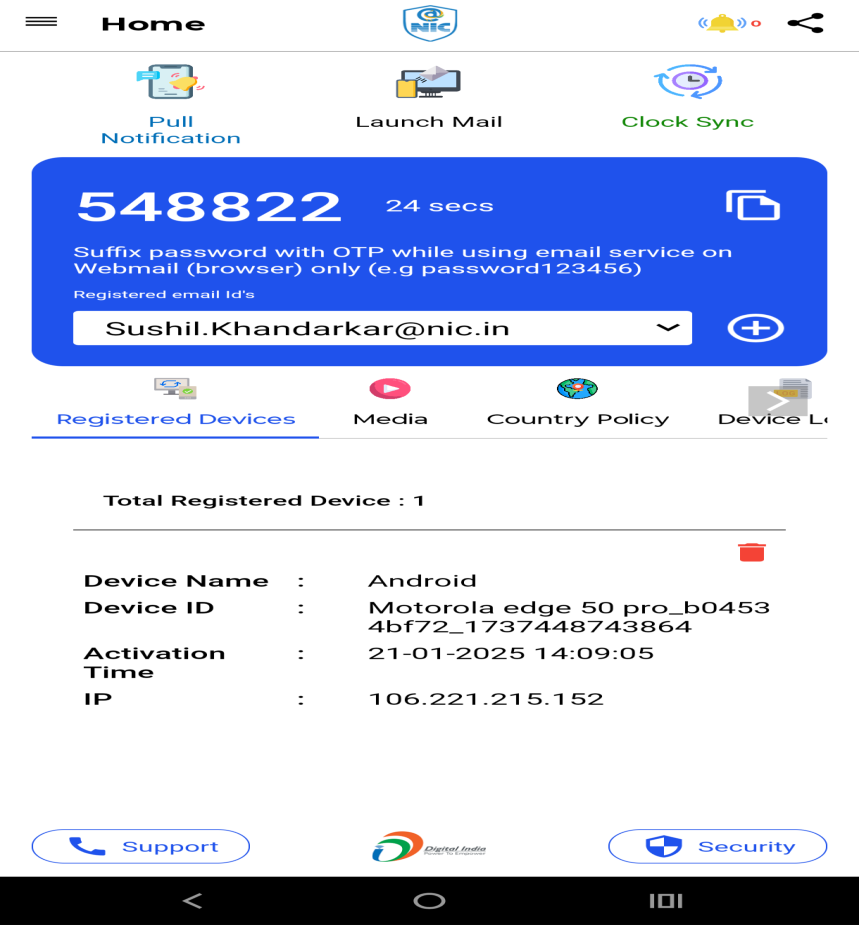 Home
@
NIC
0
Pull
Notification
Launch Mail
Clock Sync
548822 24 secs
Suffix password with OTP while using email service on
Webmail (browser) only (e.g password123456)
Registered email Id's
Sushil.Khandarkar@nic.in
Registered Devices Media Country Policy Device L
Total Registered Device : 1
Device Name : Android
Device ID : Motorola edge 50 pro_b0453
4bf72_1737448743864
Activation : 21-01-2025 14:09:05
Time
IP : 106.221.215.152
Support
Digital India
Power To Empower
Security